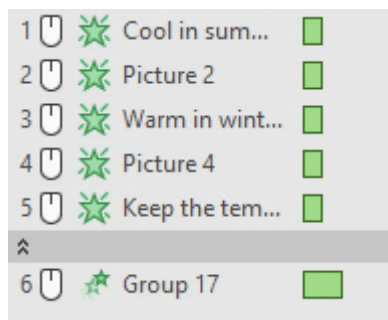 1 Cool in sum...
2 Picture 2
3 Warm in wint...
4 Picture 4
5 Keep the tem...
6 Group 17